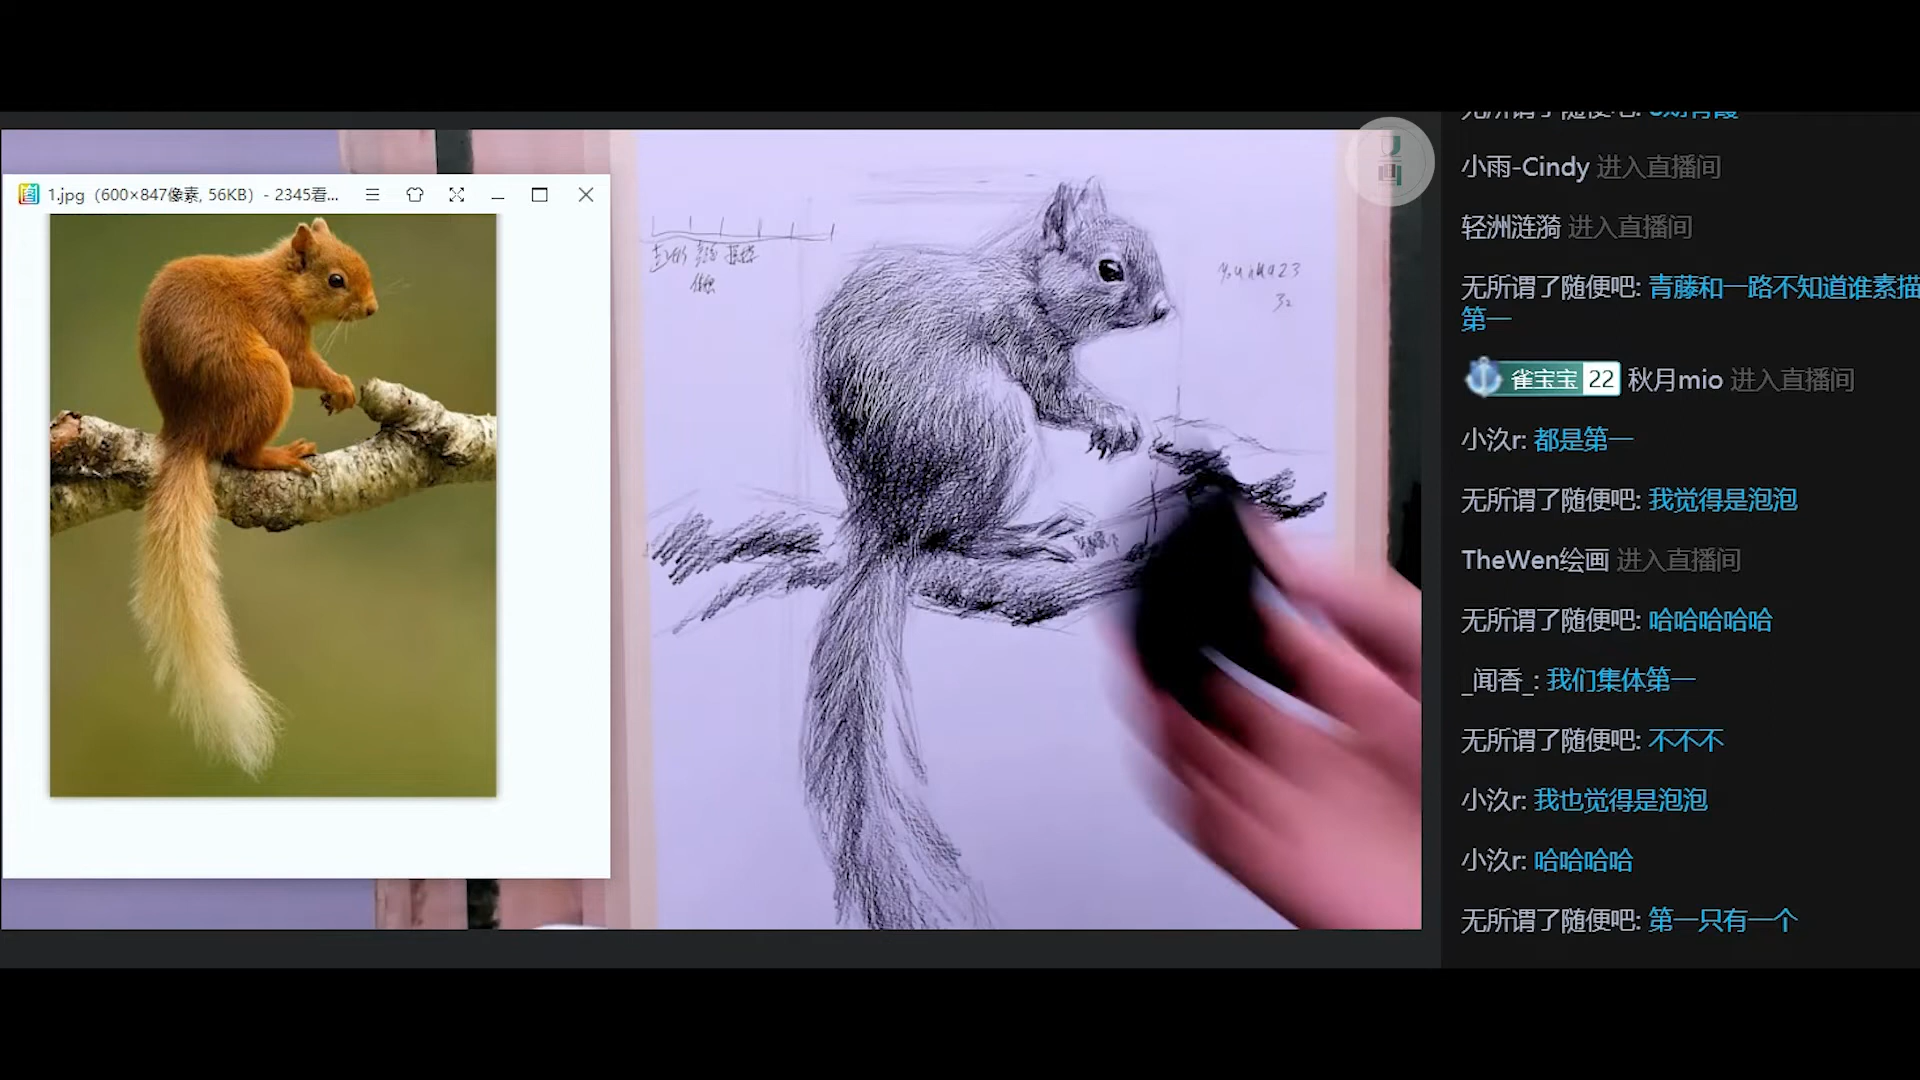 1.jpg (600×847像素, 56KB) - 2345看...
小雨-Cindy 进入直播间
轻洲涟漪 进入直播间
无所谓了随便吧: 青藤和一路不知道谁素描
第一
雀宝宝 22 秋月mio 进入直播间
小汷r: 都是第一
无所谓了随便吧: 我觉得是泡泡
TheWen绘画 进入直播间
无所谓了随便吧: 哈哈哈哈哈
_闻香_: 我们集体第一
无所谓了随便吧: 不不不
小汷r: 我也觉得是泡泡
小汷r: 哈哈哈哈
无所谓了随便吧: 第一只有一个